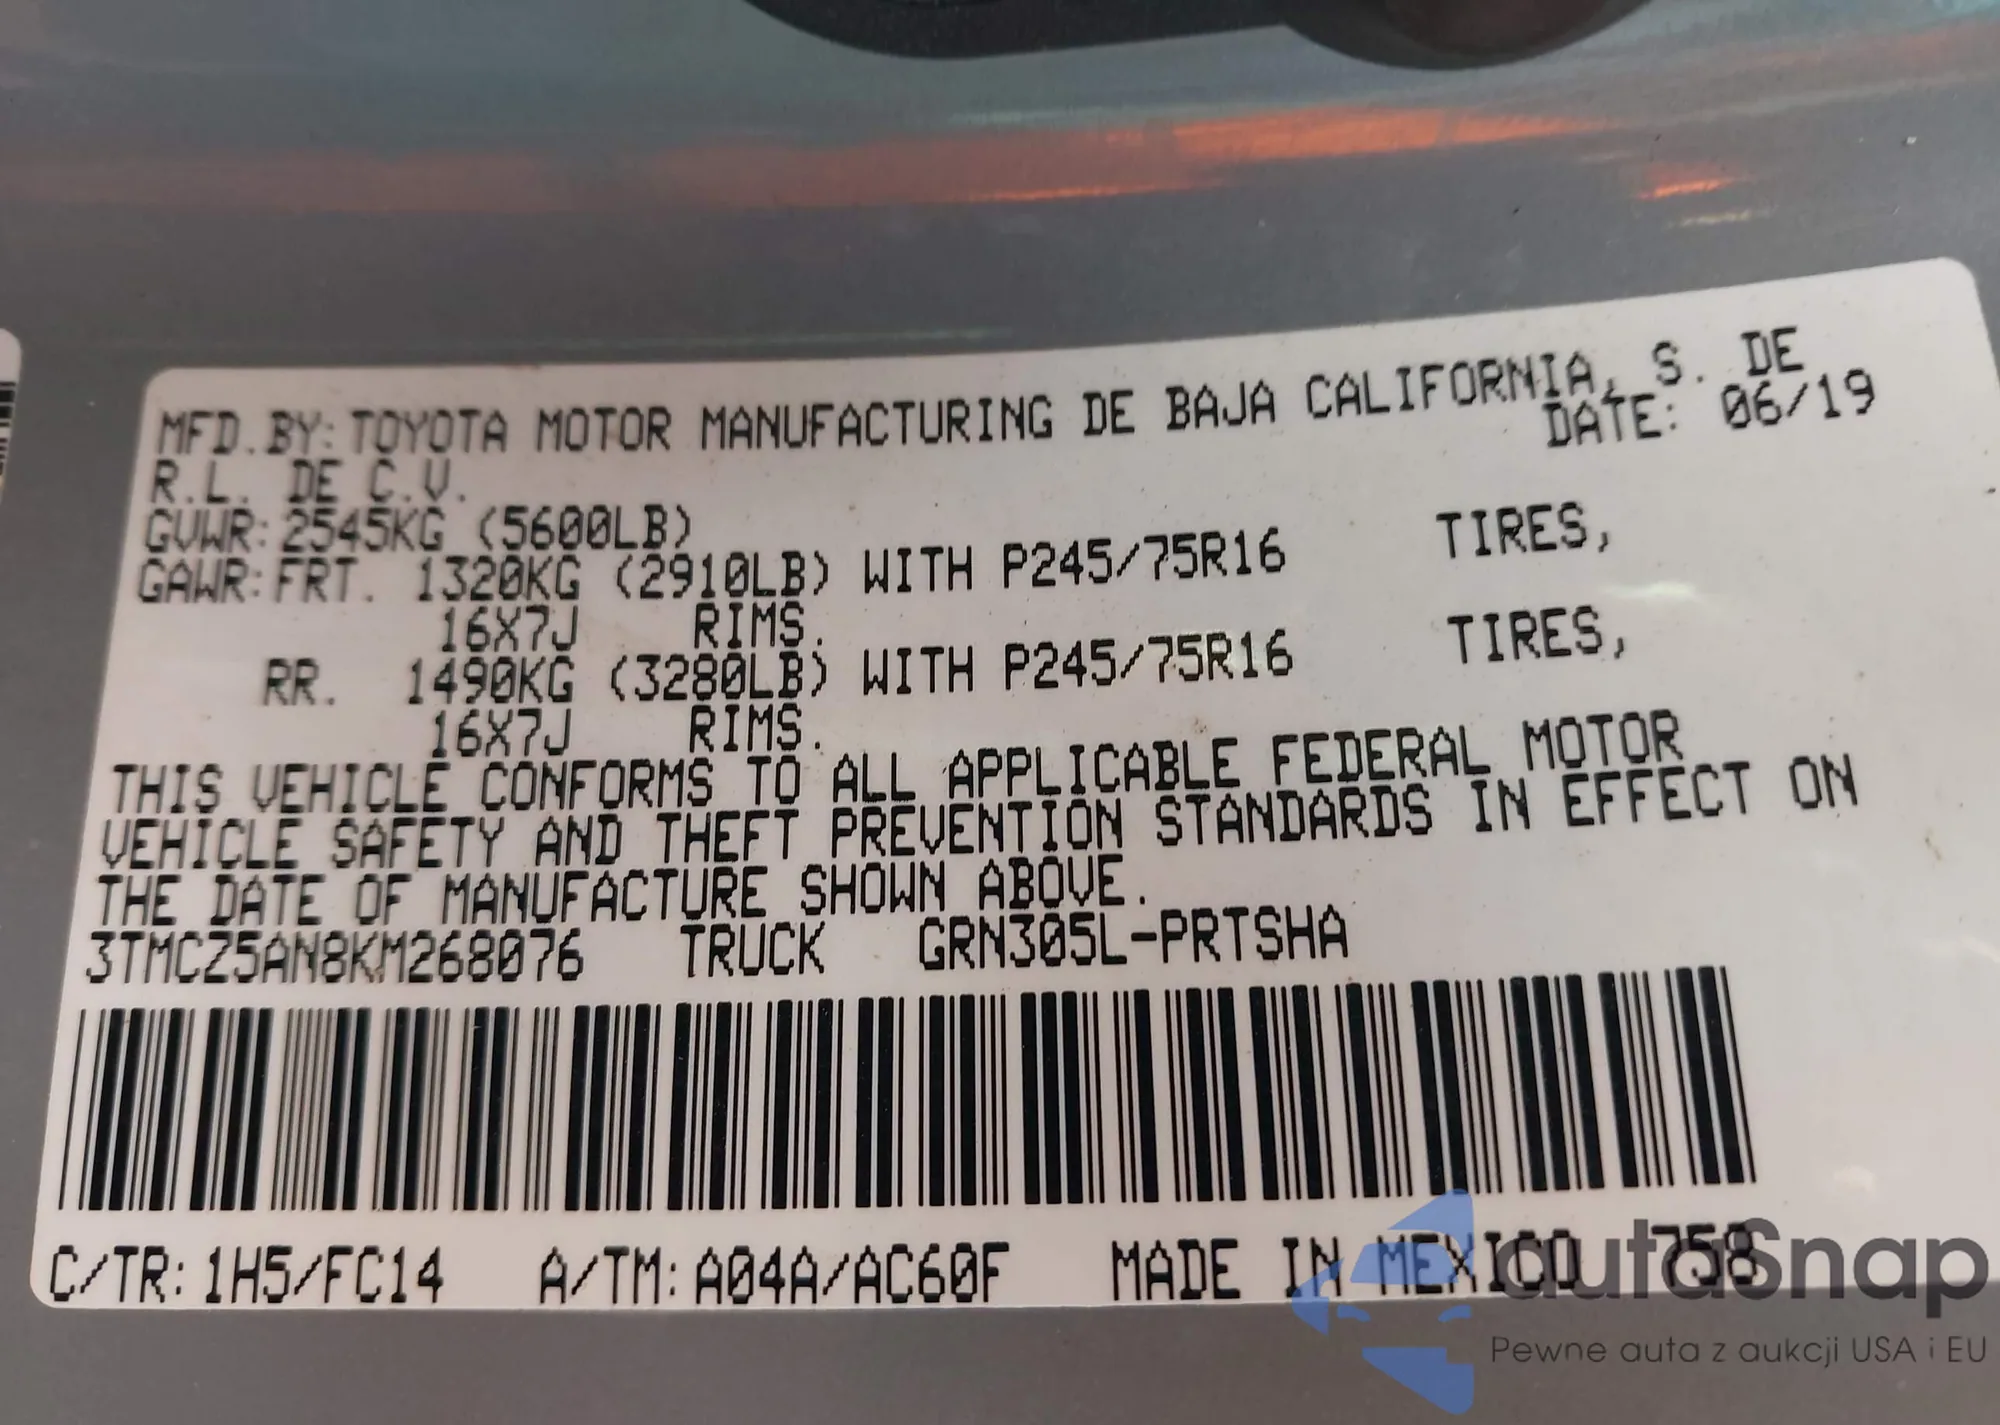 MFD.BY:TOYOTA MOTOR MANUFACTURING DE BAJA CALIFORNIA, S. DE
R.L. DE C.V. DATE: 06/19
GVWR:2545KG (5600LB)
GAWR:FRT. 1320KG (2910LB) WITH P245/75R16 TIRES,
16X7J RIMS.
RR. 1490KG (3280LB) WITH P245/75R16 TIRES,
16X7J RIMS.
THIS VEHICLE CONFORMS TO ALL APPLICABLE FEDERAL MOTOR
VEHICLE SAFETY AND THEFT PREVENTION STANDARDS IN EFFECT ON
THE DATE OF MANUFACTURE SHOWN ABOVE.
3TMCZ5AN8KM268076 TRUCK GRN305L-PRTSHA
C/TR:1H5/FC14 A/TM:A04A/AC60F MADE IN MEXICO 758
autaSnap
Pewne auta z aukcji USA i EU